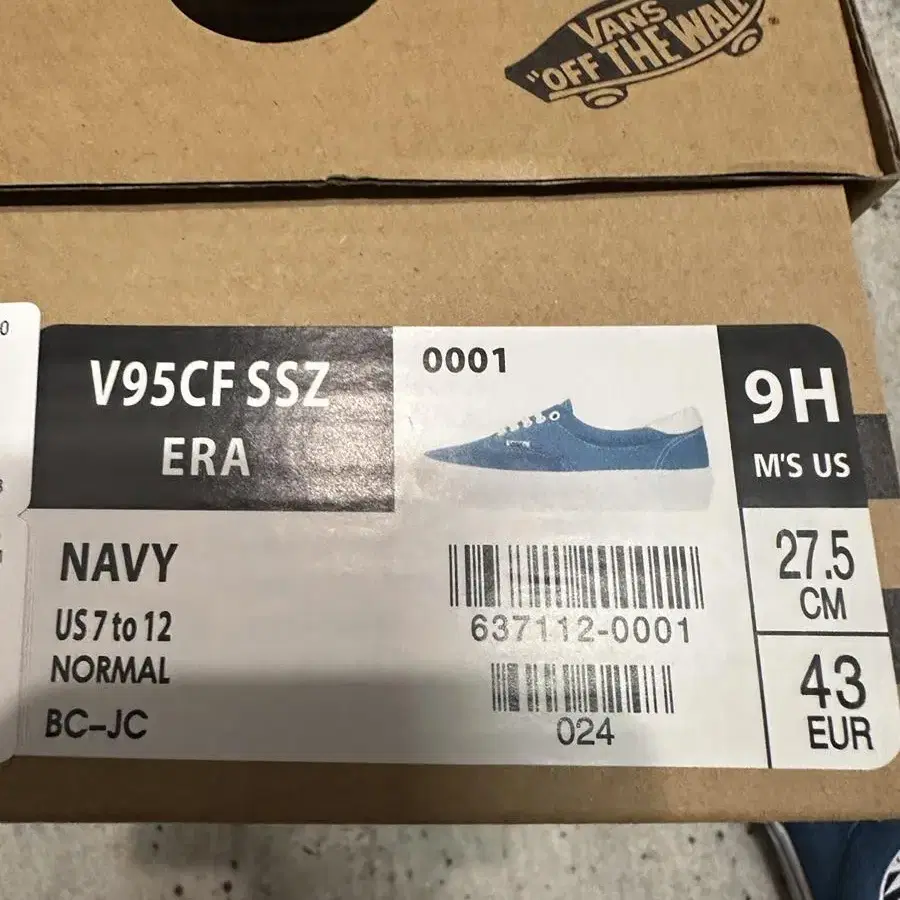 VANS
"OFF THE WALL"
V95CF SSZ
ERA
0001
9H
M'S US
NAVY
US 7 to 12
NORMAL
BC-JC
637112-0001
024
27.5
CM
43
EUR